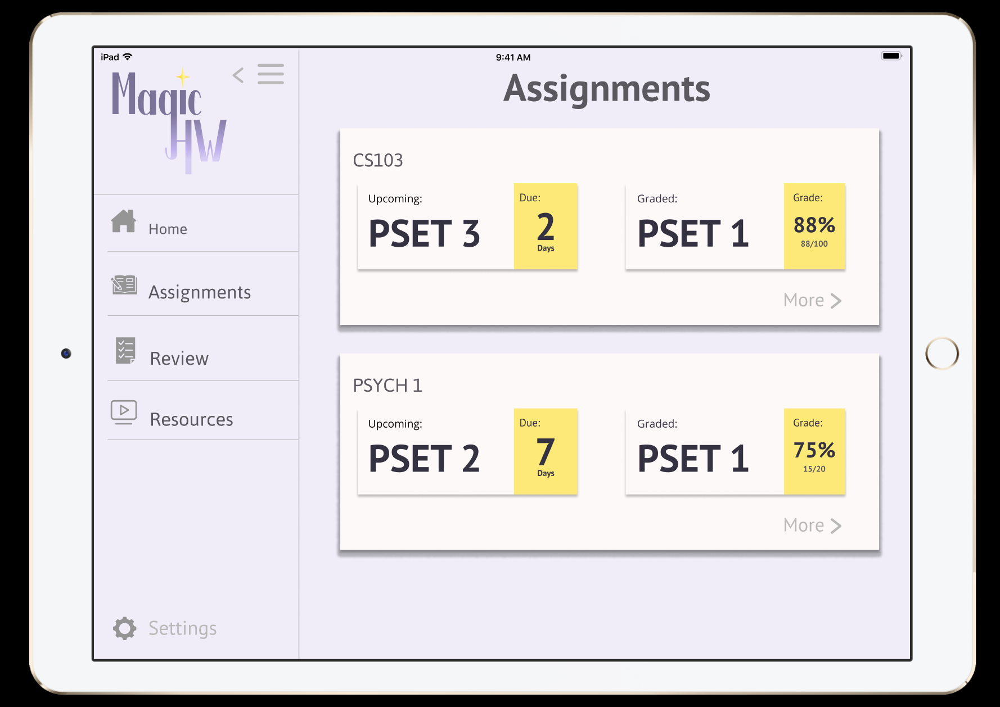 iPad
9:41 AM
Magic
HW
Home
Assignments
Review
Resources
Settings
Assignments
CS103
Upcoming:
PSET 3
Due:
2
Days
Graded:
PSET 1
Grade:
88%
88/100
More
PSYCH 1
Upcoming:
PSET 2
Due:
7
Days
Graded:
PSET 1
Grade:
75%
15/20
More